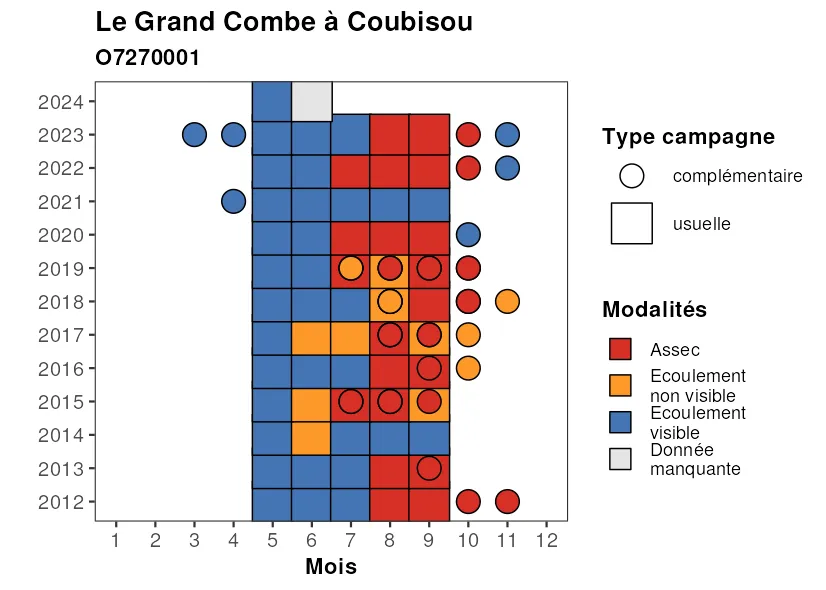 Le Grand Combe à Coubisou
O7270001
2024
2023
2022
2021
2020
2019
2018
2017
2016
2015
2014
2013
2012
1 2 3 4 5 6 7 8 9 10 11 12
Mois
Type campagne
complémentaire
usuelle
Modalités
Assec
Ecoulement
non visible
Ecoulement
visible
Donnée
manquante